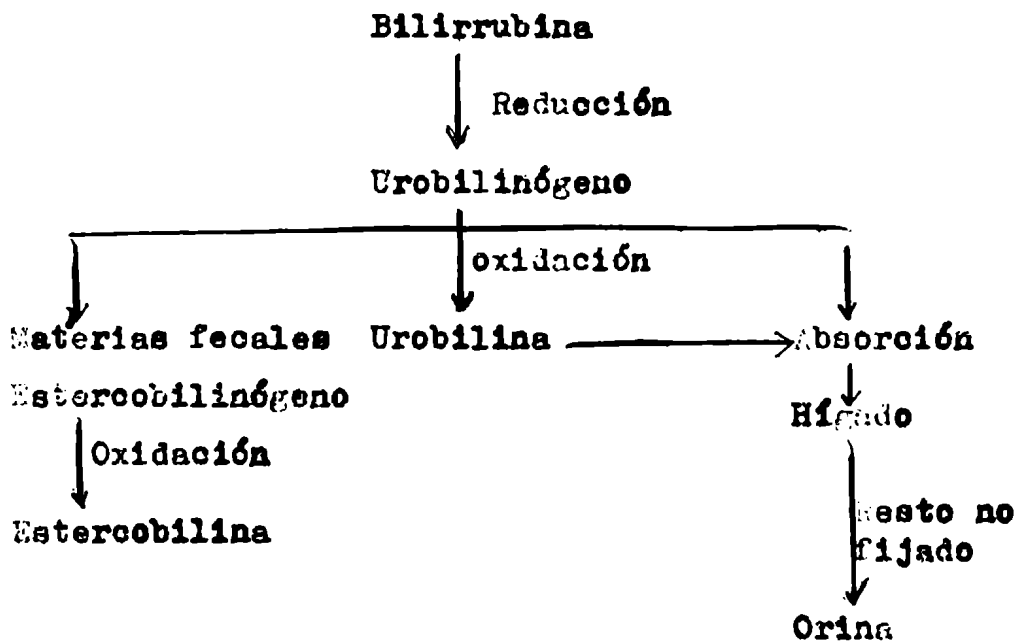 Bilirrubina
Reducción
Urobilinógeno
oxidación
Materias fecales Urobilina Absorción
Estercobilinógeno
Hígado
Oxidación
Estercobilina
Resto no
fijado
Orina